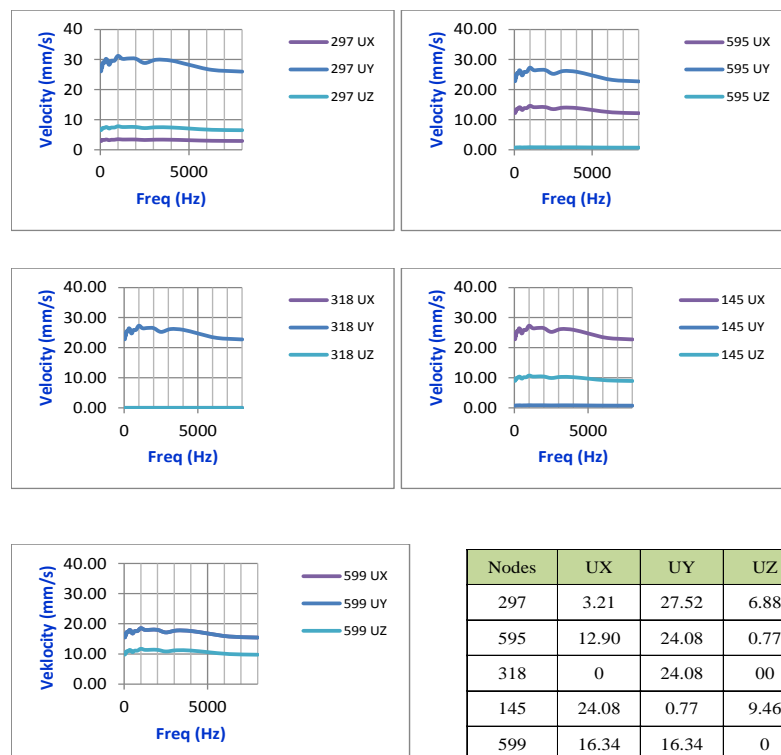 40
30
20
10
0
0 5000
Velocity (mm/s)
Freq (Hz)
297 UX
297 UY
297 UZ
40.00
30.00
20.00
10.00
0.00
0 5000
Velocity (mm/s)
Freq (Hz)
595 UX
595 UY
595 UZ
40.00
30.00
20.00
10.00
0.00
0 5000
Velocity (mm/s)
Freq (Hz)
318 UX
318 UY
318 UZ
40.00
30.00
20.00
10.00
0.00
0 5000
Velocity (mm/s)
Freq (Hz)
145 UX
145 UY
145 UZ
40.00
30.00
20.00
10.00
0.00
0 5000
Veklocity (mm/s)
Freq (Hz)
599 UX
599 UY
599 UZ
Nodes UX UY UZ
297 3.21 27.52 6.88
595 12.90 24.08 0.77
318 0 24.08 00
145 24.08 0.77 9.46
599 16.34 16.34 0